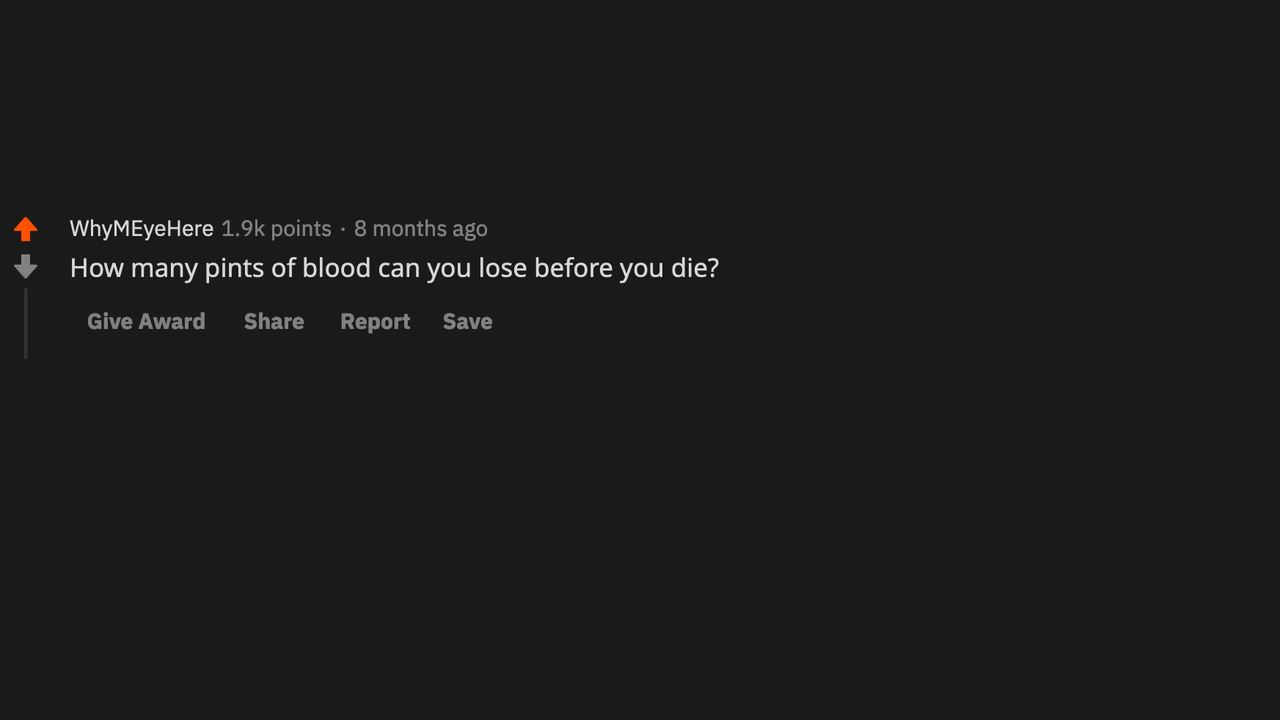 WhyMEyeHere 1.9k points · 8 months ago
How many pints of blood can you lose before you die?
Give Award Share Report Save